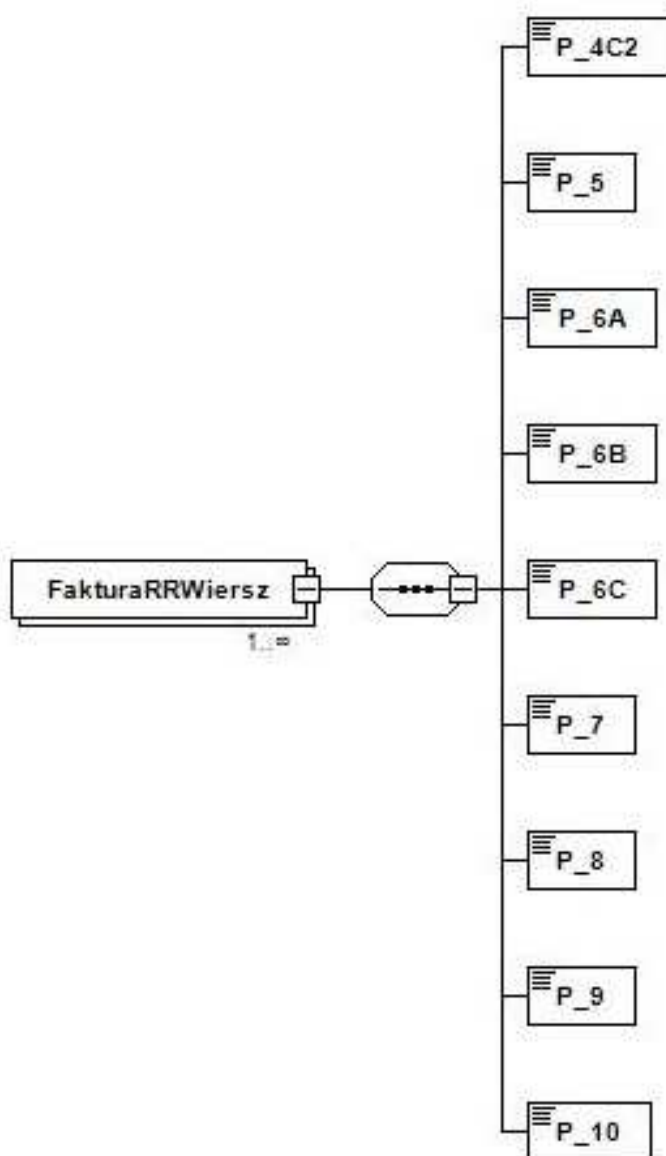 P_4C2
P_5
P_6A
P_6B
FakturaRRWiersz
1..∞
P_6C
P_7
P_8
P_9
P_10